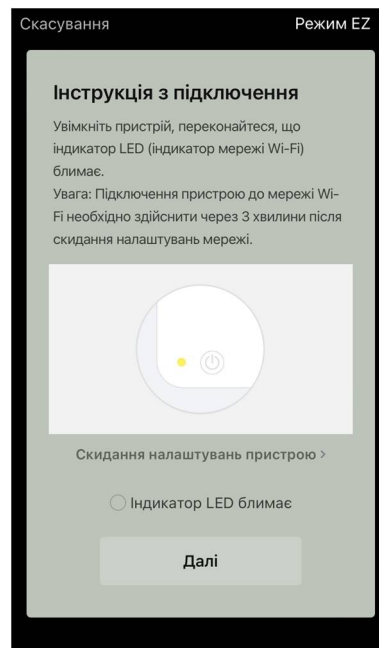 Скасування
Режим EZ
Інструкція з підключення
Увімкніть пристрій, переконайтеся, що
індикатор LED (індикатор мережі Wi-Fi)
блимає.
Увага: Підключення пристрою до мережі Wi-
Fi необхідно здійснити через 3 хвилини після
скидання налаштувань мережі.
Скидання налаштувань пристрою >
Індикатор LED блимає
Далі